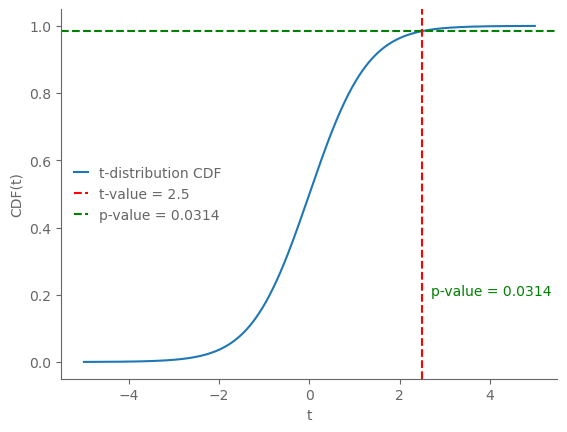 1.0
0.8
0.6
0.4
0.2
0.0
CDF(t)
t-distribution CDF
t-value = 2.5
p-value = 0.0314
p-value = 0.0314
−4 −2 0 2 4
t